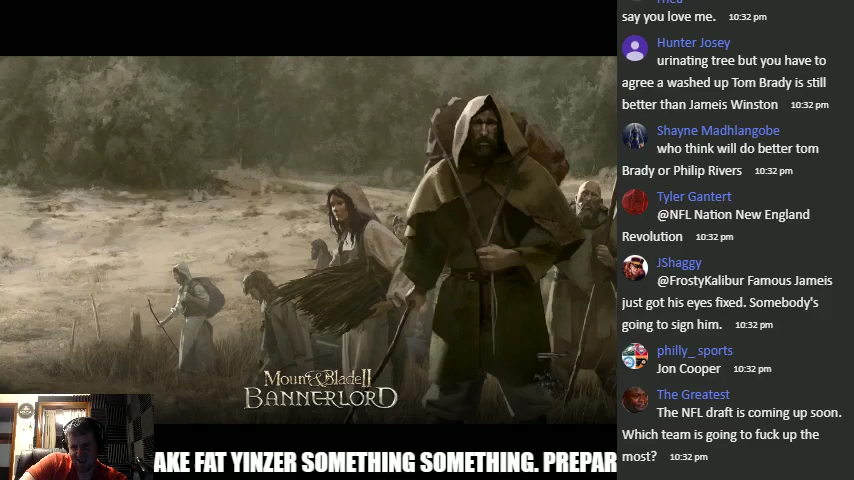 say you love me. 10:32 pm
Hunter Josey
urinating tree but you have to
agree a washed up Tom Brady is still
better than Jameis Winston 10:32 pm
Shayne Madhlangobe
who think will do better tom
Brady or Philip Rivers 10:32 pm
Tyler Gantert
@NFL Nation New England
Revolution 10:32 pm
JShaggy
@FrostyKalibur Famous Jameis
just got his eyes fixed. Somebody's
going to sign him. 10:32 pm
philly_ sports
Jon Cooper 10:32 pm
The Greatest
The NFL draft is coming up soon.
Which team is going to fuck up the
most? 10:32 pm
Mount & Blade II
BANNERLORD
AKE FAT YINZER SOMETHING SOMETHING. PREPAR